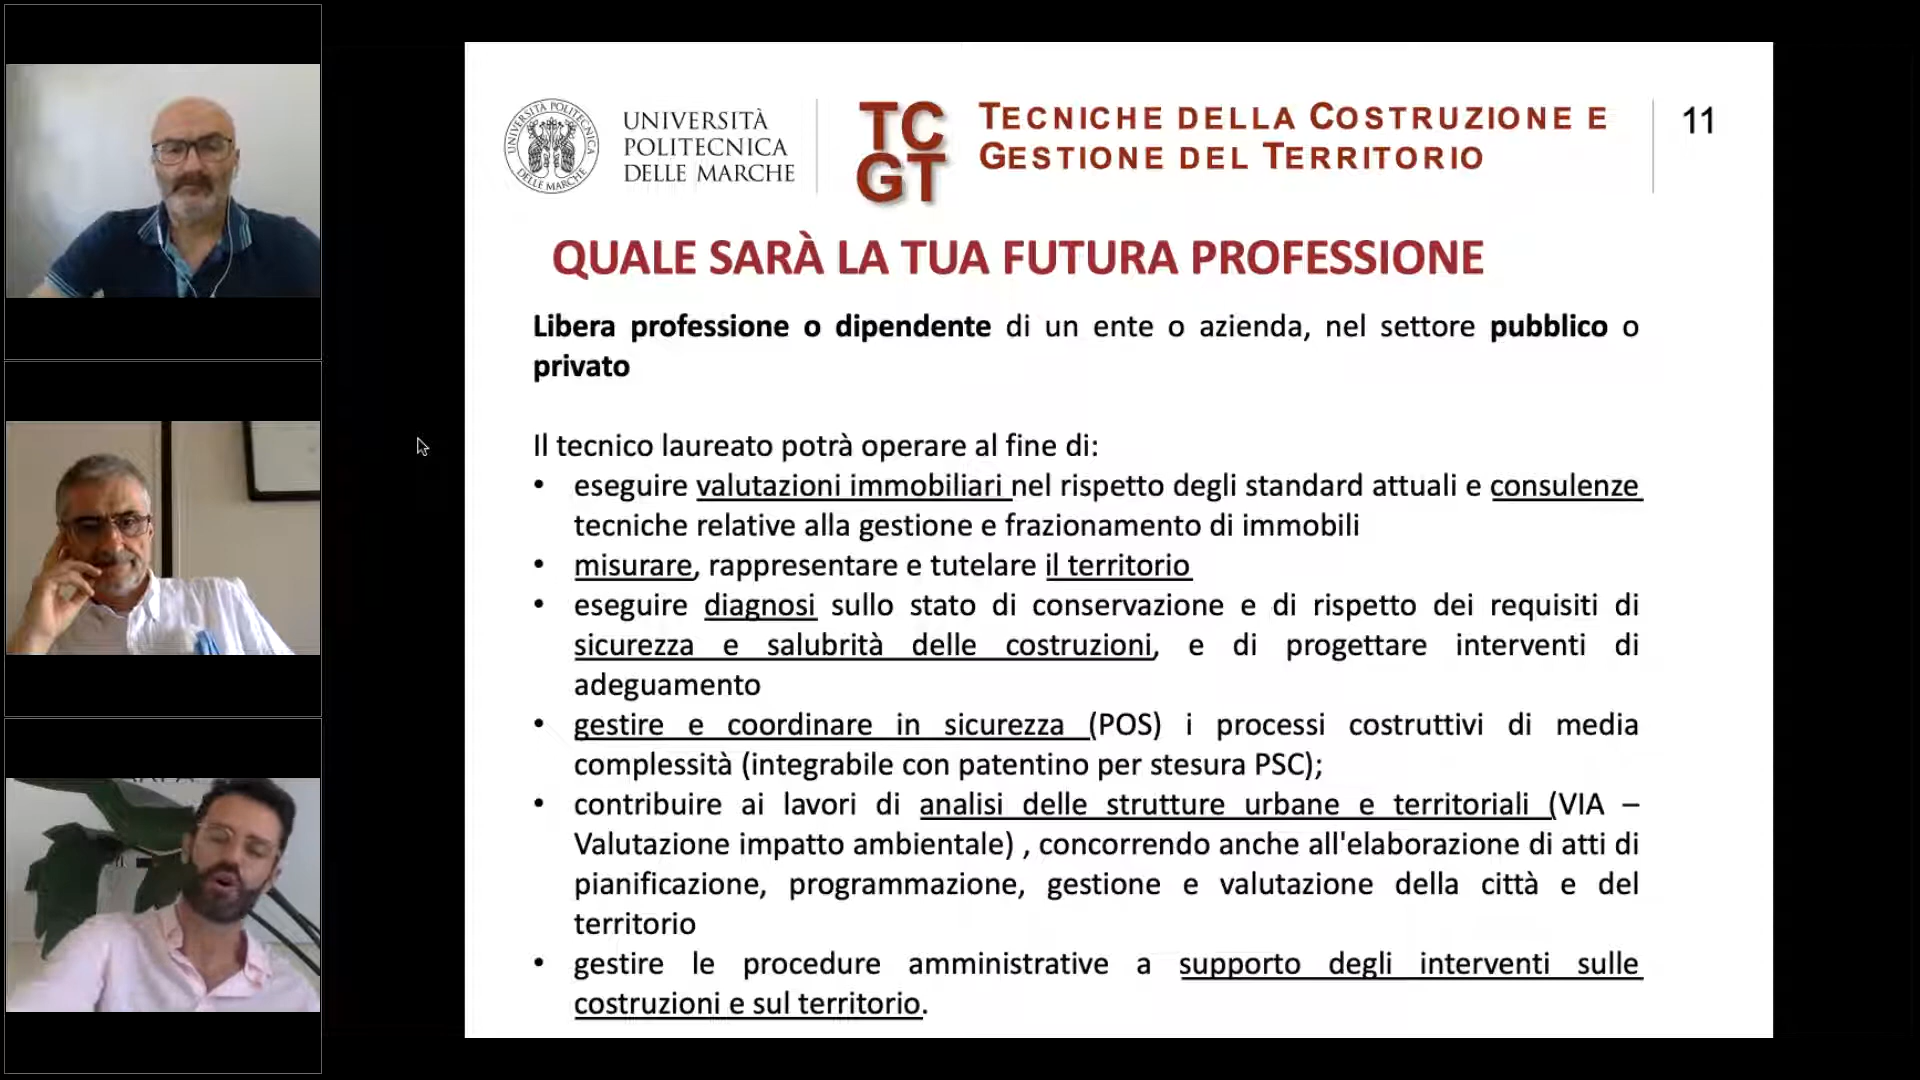 UNIVERSITÀ
POLITECNICA
DELLE MARCHE
UNIVERSITÀ POLITECNICA
DELLE MARCHE
TC
GT
TECNICHE DELLA COSTRUZIONE E
GESTIONE DEL TERRITORIO
11
QUALE SARÀ LA TUA FUTURA PROFESSIONE
Libera professione o dipendente di un ente o azienda, nel settore pubblico o
privato
Il tecnico laureato potrà operare al fine di:
• eseguire valutazioni immobiliari nel rispetto degli standard attuali e consulenze
tecniche relative alla gestione e frazionamento di immobili
• misurare, rappresentare e tutelare il territorio
• eseguire diagnosi sullo stato di conservazione e di rispetto dei requisiti di
sicurezza e salubrità delle costruzioni, e di progettare interventi di
adeguamento
• gestire e coordinare in sicurezza (POS) i processi costruttivi di media
complessità (integrabile con patentino per stesura PSC);
• contribuire ai lavori di analisi delle strutture urbane e territoriali (VIA –
Valutazione impatto ambientale) , concorrendo anche all'elaborazione di atti di
pianificazione, programmazione, gestione e valutazione della città e del
territorio
• gestire le procedure amministrative a supporto degli interventi sulle
costruzioni e sul territorio.